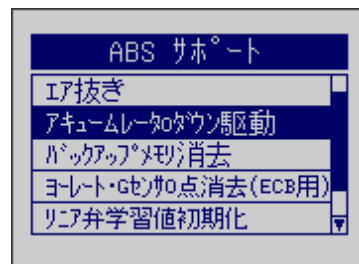 ABS ｻﾎﾟｰﾄ
ｴｱ抜き
ｱｷｭｰﾑﾚｰﾀ0ﾀﾞｳﾝ駆動
ﾊﾞｯｸｱｯﾌﾟﾒﾓﾘ消去
ﾖｰﾚｰﾄ･Gｾﾝｻ0点消去(ECB用)
ﾘﾆｱ弁学習値初期化